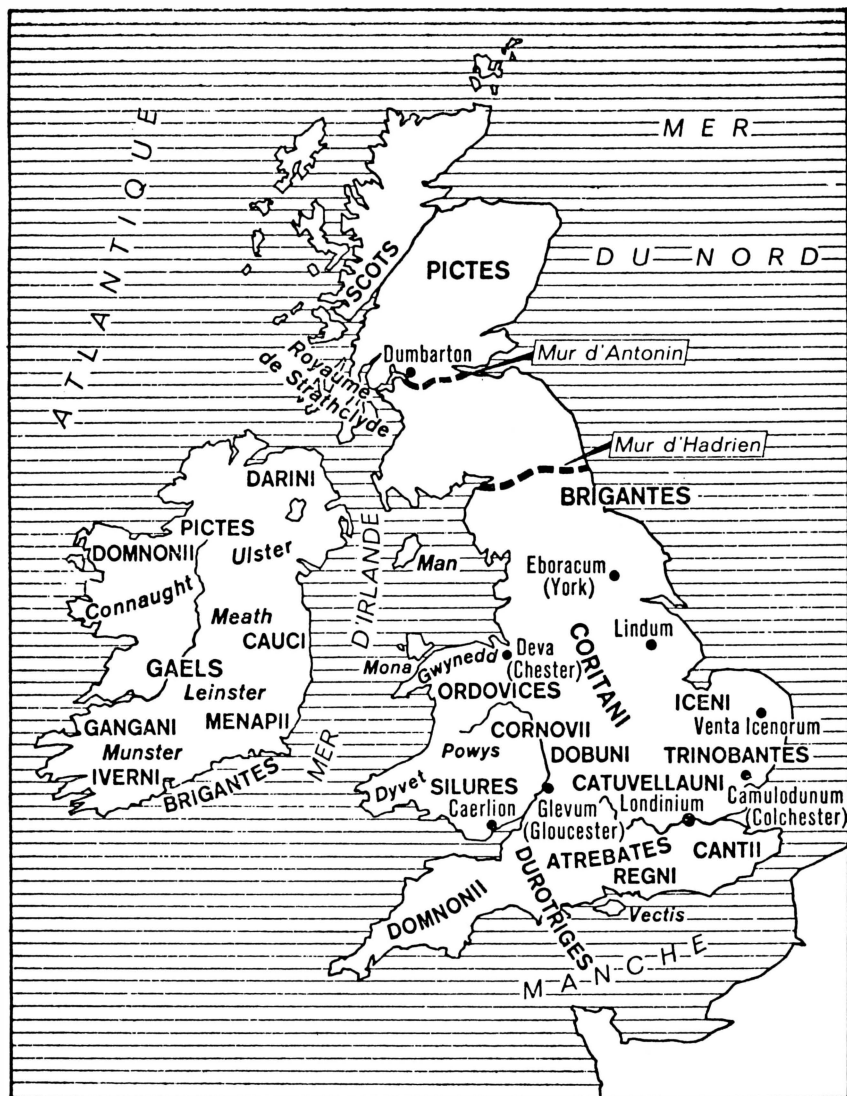 MER
DU NORD
ATLANTIQUE
SCOTS
PICTES
Dumbarton
Mur d'Antonin
Royaume
de Strathclyde
Mur d'Hadrien
BRIGANTES
DARINI
PICTES
DOMNONII
Ulster
Connaught
Meath
CAUCI
GAELS
Leinster
GANGANI
MENAPII
Munster
IVERNI
BRIGANTES
MER
D'IRLANDE
Man
Eboracum
(York)
Lindum
CORITANI
Mona
Gwynedd
Deva
(Chester)
ORDOVICES
ICENI
Venta Icenorum
CORNOVII
Powys
DOBUNI
TRINOBANTES
Dyvet
SILURES
CATUVELLAUNI
Caerlion
Glevum
(Gloucester)
Londinium
Camulodunum
(Colchester)
ATREBATES
CANTII
REGNI
DUROTRIGES
DOMNONII
Vectis
MANCHE